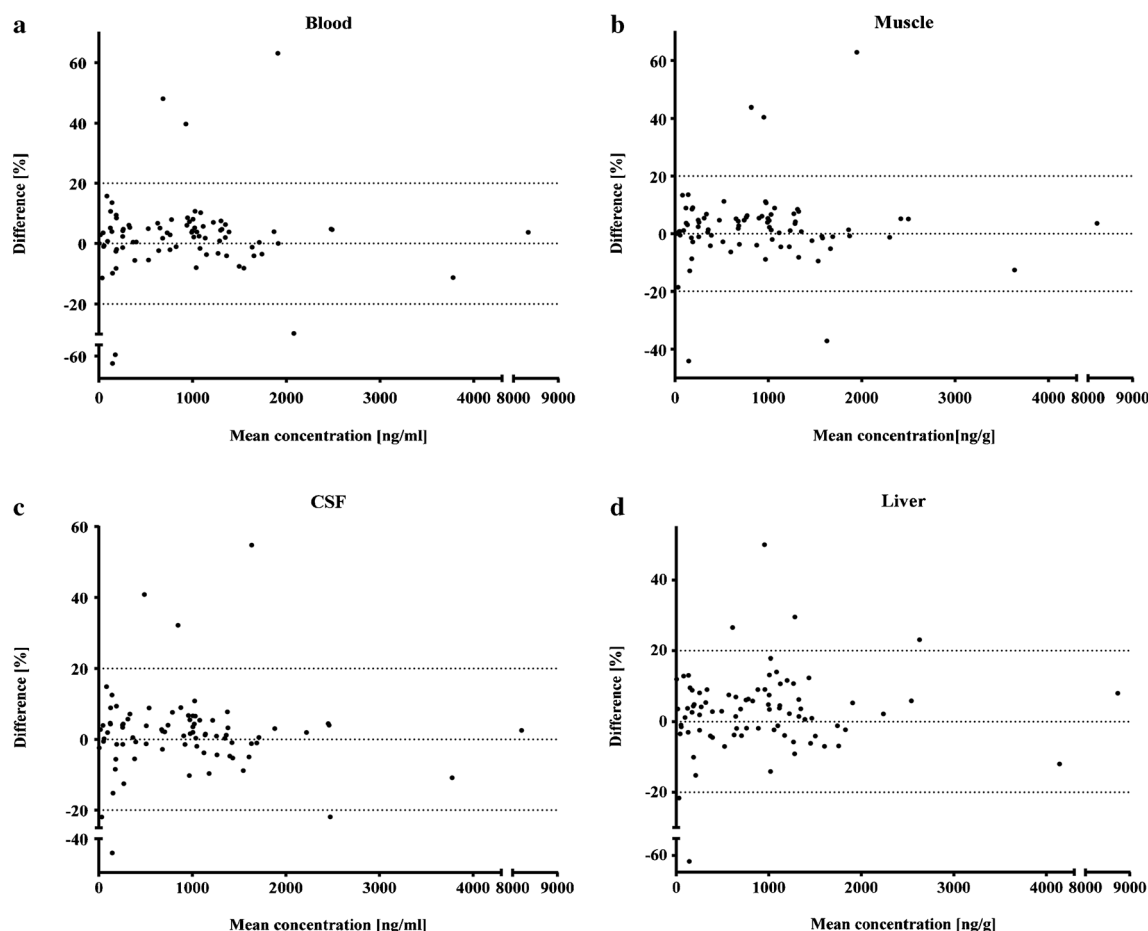 a
Blood
Difference [%]
60
40
20
0
-20
-60
0 1000 2000 3000 4000 8000 9000
Mean concentration [ng/ml]
b
Muscle
Difference [%]
60
40
20
0
-20
-40
0 1000 2000 3000 4000 8000 9000
Mean concentration[ng/g]
c
CSF
Difference [%]
60
40
20
0
-20
-40
0 1000 2000 3000 4000 8000 9000
Mean concentration [ng/ml]
d
Liver
Difference [%]
40
20
0
-20
-60
0 1000 2000 3000 4000 8000 9000
Mean concentration [ng/g]